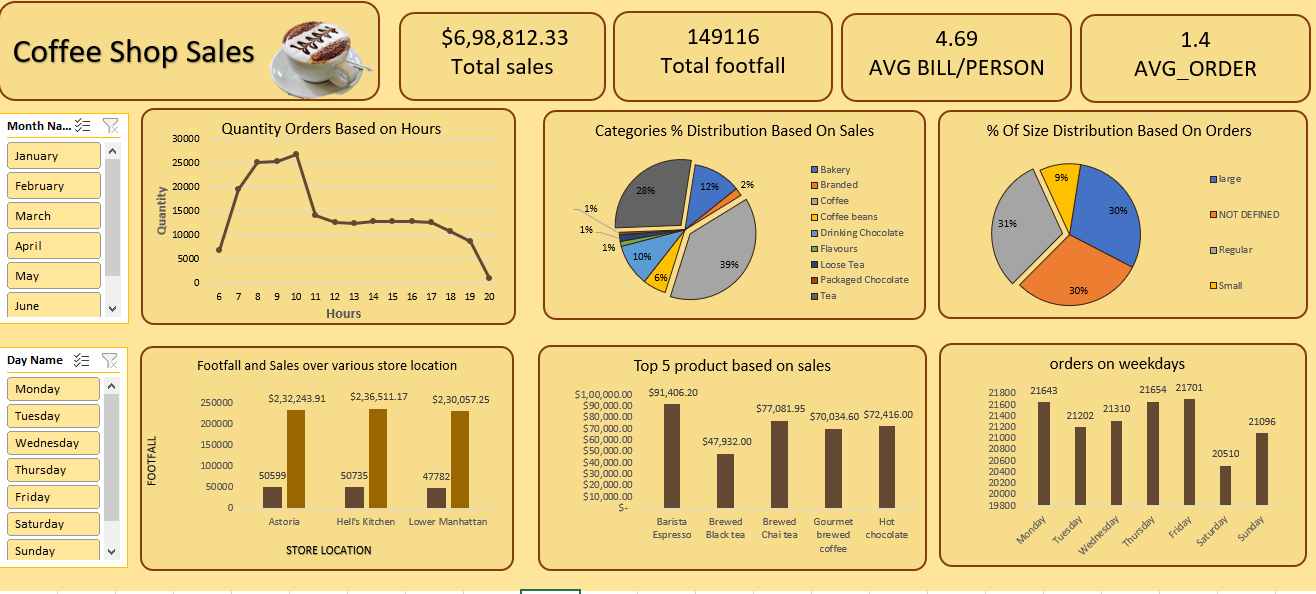 Coffee Shop Sales
$6,98,812.33
Total sales
149116
Total footfall
4.69
AVG BILL/PERSON
1.4
AVG_ORDER
Month Na...
January
February
March
April
May
June
Quantity Orders Based on Hours
Quantity
30000
25000
20000
15000
10000
5000
0
6 7 8 9 10 11 12 13 14 15 16 17 18 19 20
Hours
Categories % Distribution Based On Sales
28%
12%
2%
1%
1%
1%
10%
6%
39%
Bakery
Branded
Coffee
Coffee beans
Drinking Chocolate
Flavours
Loose Tea
Packaged Chocolate
Tea
% Of Size Distribution Based On Orders
9%
30%
31%
30%
large
NOT DEFINED
Regular
Small
Day Name
Monday
Tuesday
Wednesday
Thursday
Friday
Saturday
Sunday
Footfall and Sales over various store location
FOOTFALL
250000
200000
150000
100000
50000
0
$2,32,243.91 $2,36,511.17 $2,30,057.25
50599 50735 47782
Astoria Hell's Kitchen Lower Manhattan
STORE LOCATION
Top 5 product based on sales
$1,00,000.00
$90,000.00
$80,000.00
$70,000.00
$60,000.00
$50,000.00
$40,000.00
$30,000.00
$20,000.00
$10,000.00
$-
$91,406.20
$47,932.00
$77,081.95
$70,034.60
$72,416.00
Barista
Espresso
Brewed
Black tea
Brewed
Chai tea
Gourmet
brewed
coffee
Hot
chocolate
orders on weekdays
21800
21600
21400
21200
21000
20800
20600
20400
20200
20000
19800
21643
21202
21310
21654
21701
20510
21096
Monday
Tuesday
Wednesday
Thursday
Friday
Saturday
Sunday